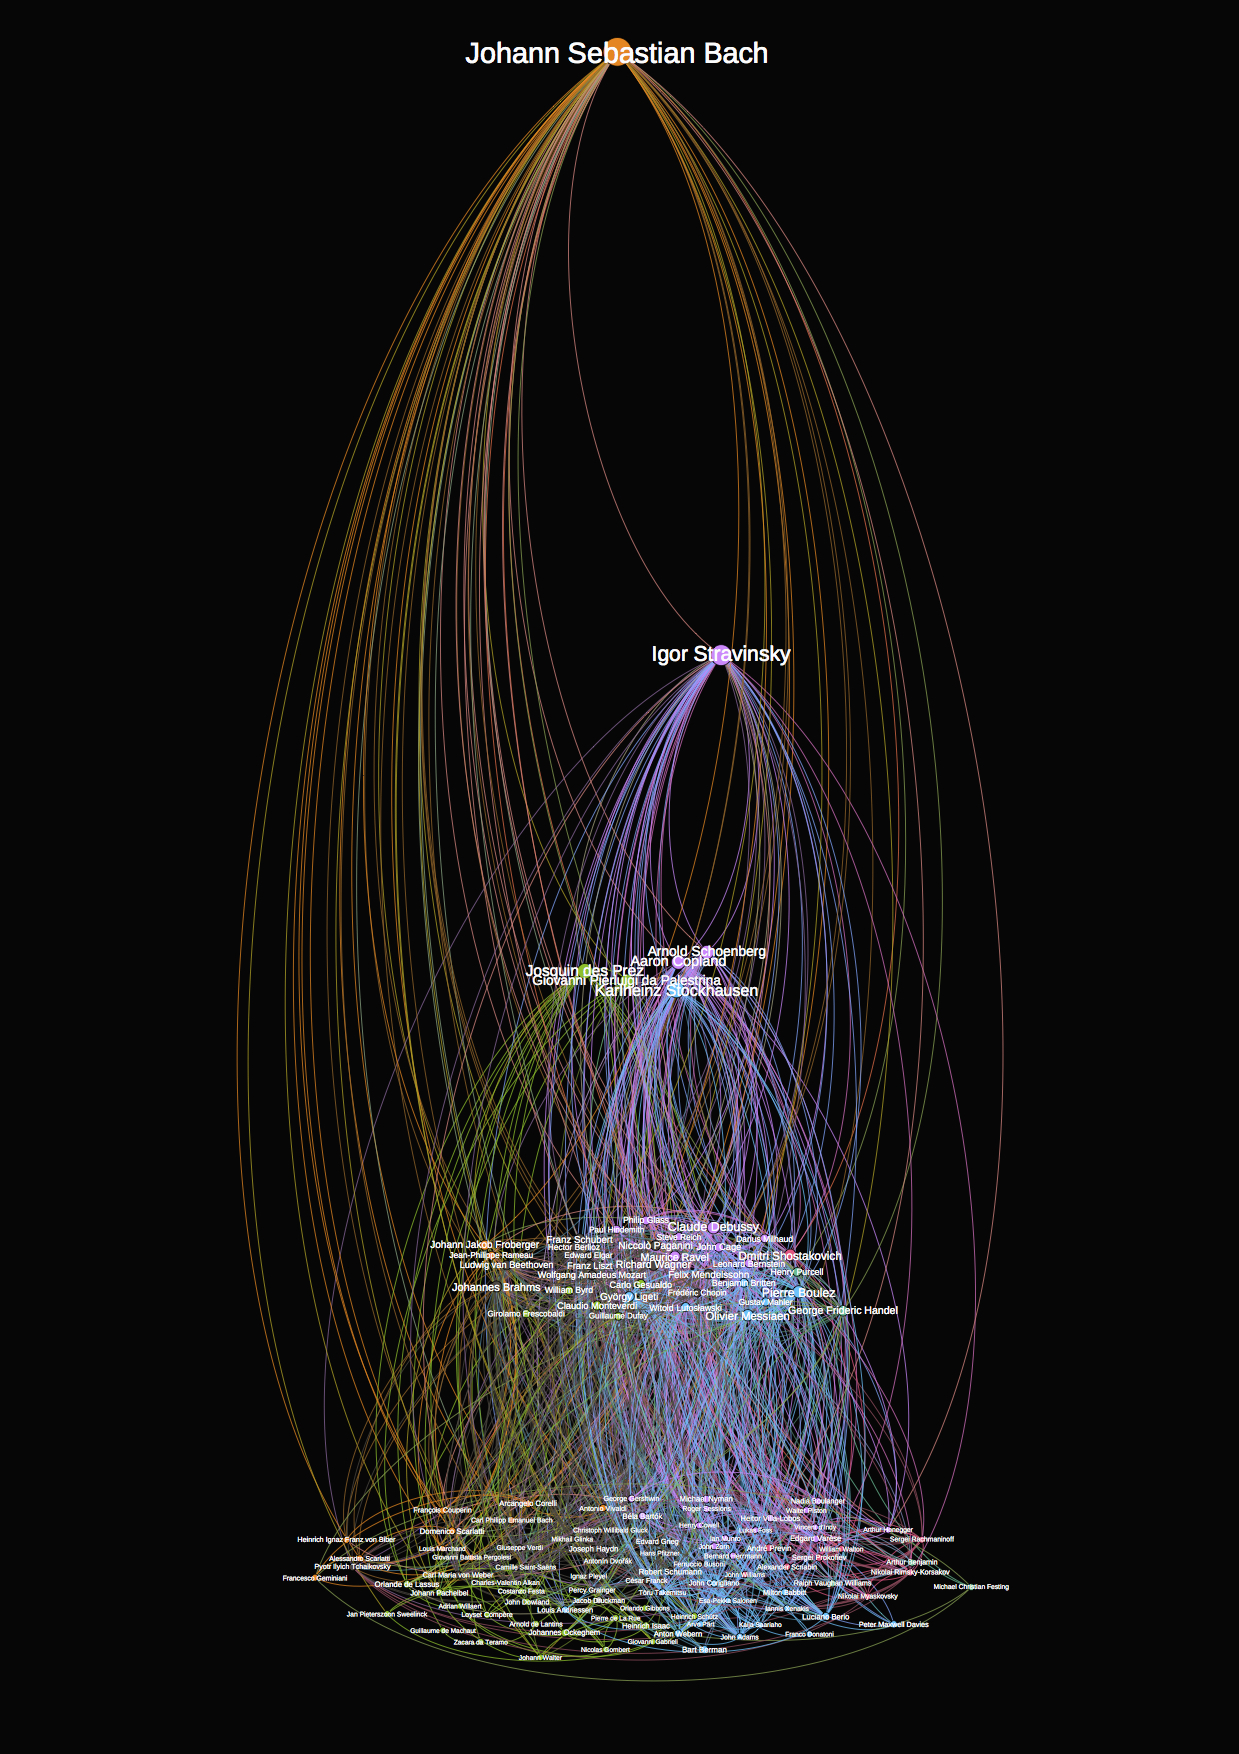 Johann Sebastian Bach
Igor Stravinsky
Arnold Schoenberg
Aaron Copland
Josquin des Prez
Giovanni Pierluigi da Palestrina
Karlheinz Stockhausen
Philip Glass
Claude Debussy
Paul Hindemith
Steve Reich
Darius Milhaud
Franz Schubert
Johann Jakob Froberger
Niccolò Paganini
John Cage
Hector Berlioz
Jean-Philippe Rameau
Edward Elgar
Maurice Ravel
Dmitri Shostakovich
Ludwig van Beethoven
Franz Liszt
Richard Wagner
Leonard Bernstein
Henry Purcell
Wolfgang Amadeus Mozart
Felix Mendelssohn
Johannes Brahms
William Byrd
Carlo Gesualdo
Benjamin Britten
Frédéric Chopin
Pierre Boulez
György Ligeti
Gustav Mahler
Claudio Monteverdi
Witold Lutosławski
George Frideric Handel
Girolamo Frescobaldi
Guillaume Dufay
Olivier Messiaen
George Gershwin
Michael Nyman
Nadia Boulanger
Arcangelo Corelli
François Couperin
Antonio Vivaldi
Roger Sessions
Walter Piston
Béla Bartók
Heitor Villa-Lobos
Carl Philipp Emanuel Bach
Henry Cowell
Vincent d'Indy
Domenico Scarlatti
Christoph Willibald Gluck
Lukas Foss
Arthur Honegger
Heinrich Ignaz Franz von Biber
Mikhail Glinka
Edvard Grieg
Ian Munro
Edgard Varèse
Sergei Rachmaninoff
Louis Marchand
Giuseppe Verdi
Joseph Haydn
John Zorn
André Previn
William Walton
Alessandro Scarlatti
Giovanni Battista Pergolesi
Hans Pfitzner
Bernard Herrmann
Sergei Prokofiev
Antonín Dvořák
Ferruccio Busoni
Arthur Benjamin
Pyotr Ilyich Tchaikovsky
Camille Saint-Saëns
Alexander Scriabin
Robert Schumann
Nikolai Rimsky-Korsakov
Francesco Geminiani
Carl Maria von Weber
Ignaz Pleyel
John Williams
Orlande de Lassus
Charles-Valentin Alkan
César Franck
John Corigliano
Ralph Vaughan Williams
Michael Christian Festing
Johann Pachelbel
Costanzo Festa
Percy Grainger
Toru Takemitsu
Milton Babbitt
Nikolai Myaskovsky
John Dowland
Jacob Druckman
Esa-Pekka Salonen
Adrian Willaert
Louis Andriessen
Orlando Gibbons
Iannis Xenakis
Jan Pieterszoon Sweelinck
Loyset Compère
Pierre de La Rue
Heinrich Schütz
Luciano Berio
Arnold de Lantins
Heinrich Isaac
Arvo Pärt
Kaija Saariaho
Peter Maxwell Davies
Guillaume de Machaut
Johannes Ockeghem
Anton Webern
Franco Donatoni
Zacara da Teramo
Giovanni Gabrieli
John Adams
Nicolas Gombert
Bart Berman
Johann Walter